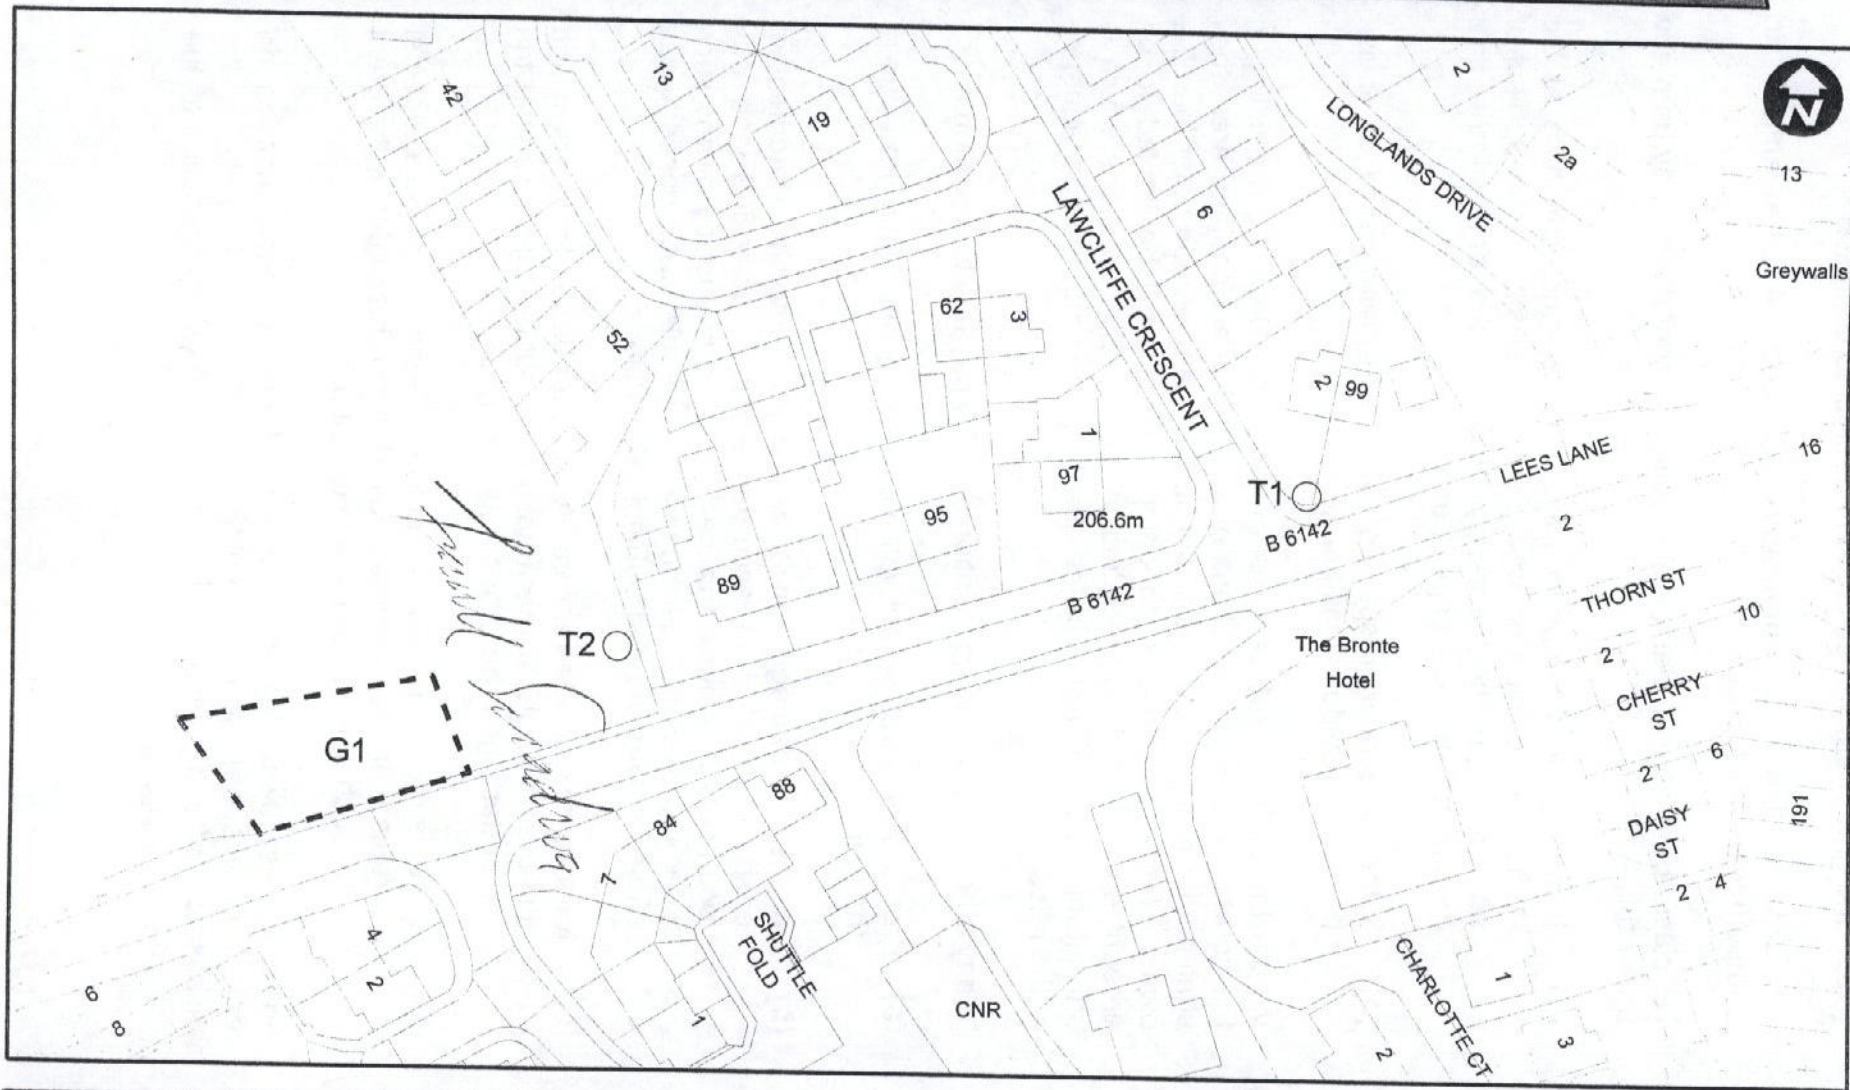 N
42
13
19
2
LONGLANDS DRIVE
2a
13
Greywalls
LAWCLIFFE CRESCENT
6
52
62
3
2
99
1
97
206.6m
95
89
T1
B 6142
LEES LANE
16
2
B 6142
T2
The Bronte
Hotel
THORN ST
10
2
CHERRY
ST
6
2
DAISY
ST
191
2
4
G1
88
84
7
SHUTTLE
FOLD
4
2
6
8
1
CNR
CHARLOTTE CT
1
3
2